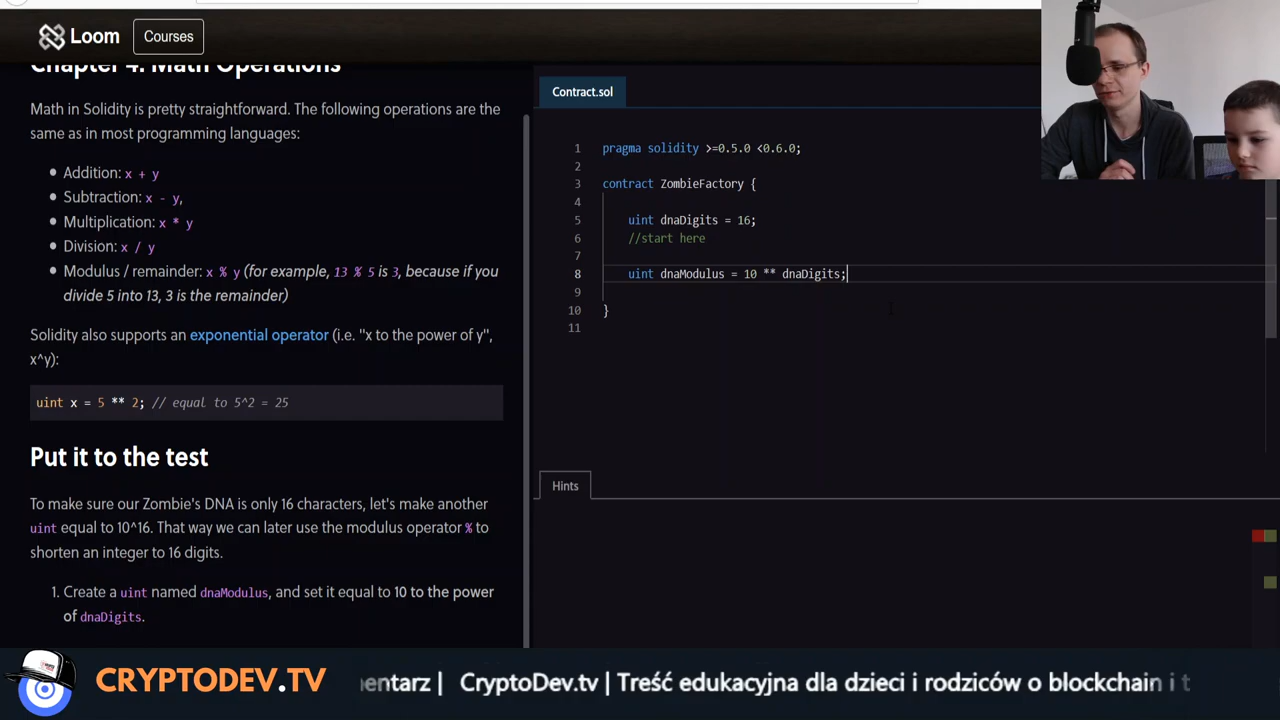 Loom
Courses
Chapter 4: Math Operations
Math in Solidity is pretty straightforward. The following operations are the
same as in most programming languages:
Addition: x + y
Subtraction: x - y,
Multiplication: x * y
Division: x / y
Modulus / remainder: x % y (for example, 13 % 5 is 3, because if you
divide 5 into 13, 3 is the remainder)
Solidity also supports an exponential operator (i.e. "x to the power of y",
x^y):
uint x = 5 ** 2; // equal to 5^2 = 25
Put it to the test
To make sure our Zombie's DNA is only 16 characters, let's make another
uint equal to 10^16. That way we can later use the modulus operator % to
shorten an integer to 16 digits.
1. Create a uint named dnaModulus, and set it equal to 10 to the power
of dnaDigits.
Contract.sol
1 pragma solidity >=0.5.0 <0.6.0;
2
3 contract ZombieFactory {
4
5 uint dnaDigits = 16;
6 //start here
7
8 uint dnaModulus = 10 ** dnaDigits;
9
10 }
11
Hints
CRYPTODEV.TV
entarz | CryptoDev.tv | Treść edukacyjna dla dzieci i rodziców o blockchain i t